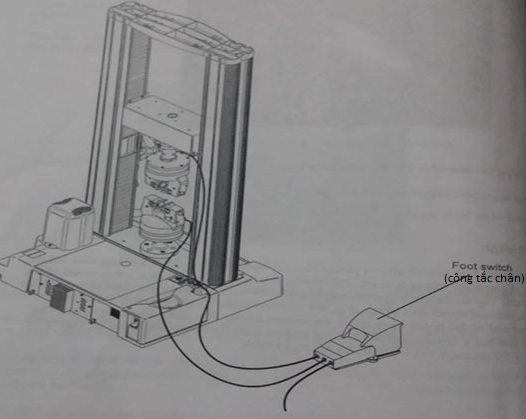 Foot switch
(công tắc chân)